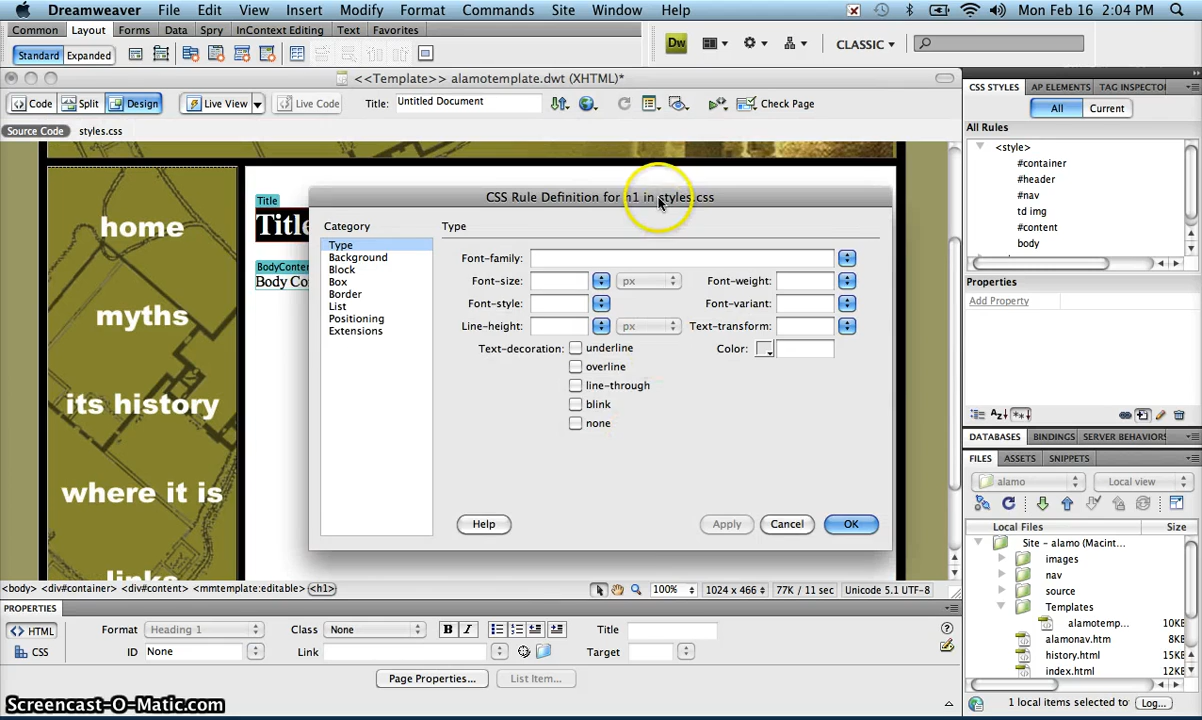 Dreamweaver File Edit View Insert Modify Format Commands Site Window Help Mon Feb 16 2:04 PM
Common Layout Forms Data Spry InContext Editing Text Favorites
Dw CLASSIC
Standard Expanded
<<Template>> alamotemplate.dwt (XHTML)*
Code Split Design Live View Live Code Title: Untitled Document Check Page
Source Code styles.css
home
myths
its history
where it is
links
Title
Title
BodyConten
Body Co
CSS Rule Definition for h1 in styles.css
Category
Type
Background
Block
Box
Border
List
Positioning
Extensions
Type
Font-family:
Font-size: px Font-weight:
Font-style: Font-variant:
Line-height: px Text-transform:
Text-decoration: underline Color:
overline
line-through
blink
none
Help Apply Cancel OK
<body> <div#container> <div#content> <mmtemplate:editable> <h1> 100% 1024 x 466 77K / 11 sec Unicode 5.1 UTF-8
PROPERTIES
HTML Format Heading 1 Class None B I Title
CSS ID None Link Target
Page Properties... List Item...
CSS STYLES AP ELEMENTS TAG INSPECTOR
All Current
All Rules
<style>
#container
#header
#nav
td img
#content
body
Properties
Add Property
DATABASES BINDINGS SERVER BEHAVIORS
FILES ASSETS SNIPPETS
alamo Local view
Local Files Size
Site - alamo (Macint...
images
nav
source
Templates
alamotemp... 10KB
alamonav.htm 8KB
history.html 15KB
index.html 12KB
1 local items selected to Log...
Screencast-O-Matic.com